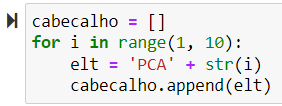 cabecalho = []
for i in range(1, 10):
    elt = 'PCA' + str(i)
    cabecalho.append(elt)